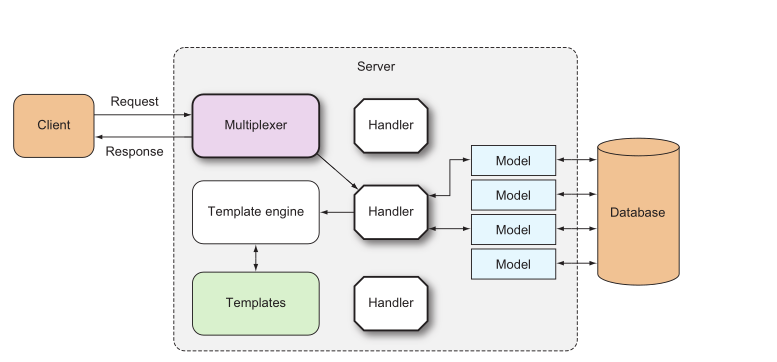 Server
Request
Client
Multiplexer
Handler
Response
Model
Model
Template engine
Handler
Database
Model
Model
Templates
Handler